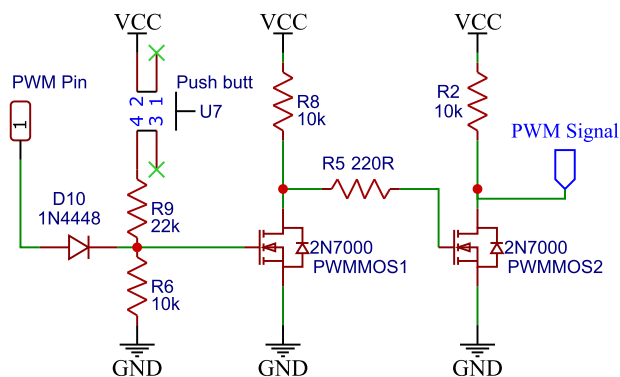 VCC
VCC
VCC
PWM Pin
1
Push butt
2 1
4 3
U7
R8
10k
R2
10k
PWM Signal
R5 220R
D10
1N4448
R9
22k
2N7000
PWMMOS1
2N7000
PWMMOS2
R6
10k
GND
GND
GND